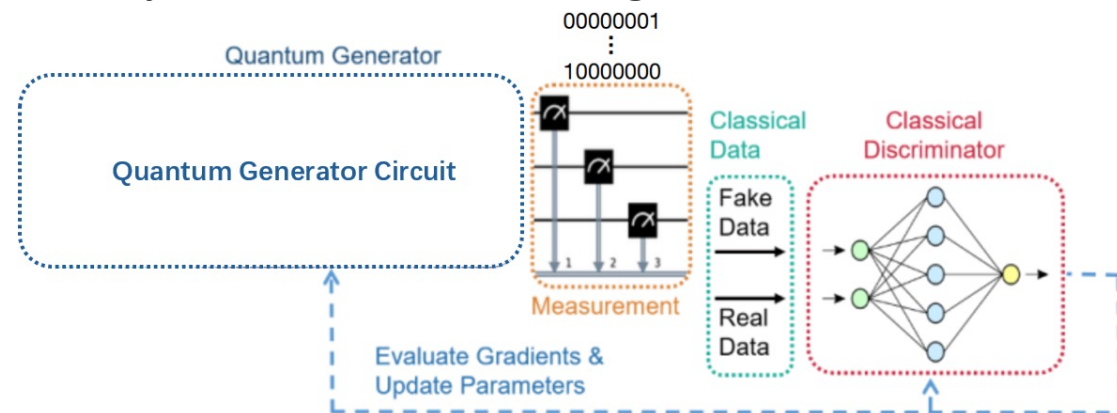 00000001
⋮
10000000
Quantum Generator
Quantum Generator Circuit
1 2 3
Measurement
Classical
Data
Fake
Data
Real
Data
Classical
Discriminator
Evaluate Gradients &
Update Parameters